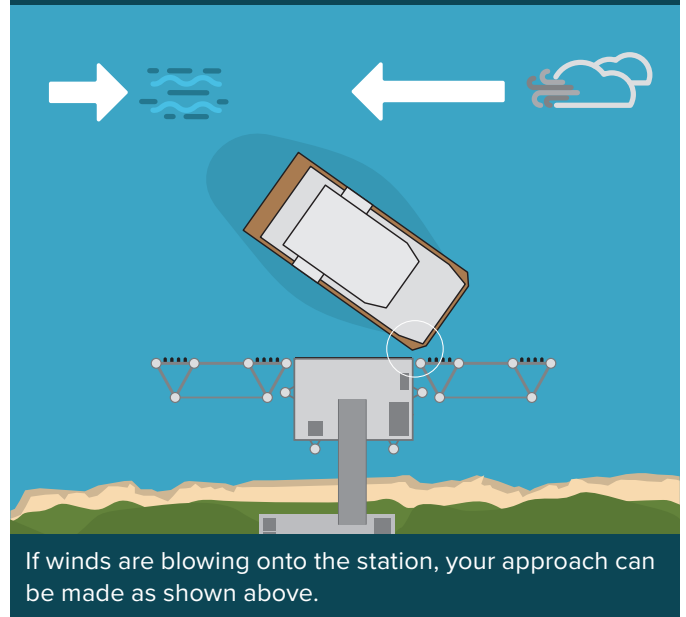 If winds are blowing onto the station, your approach can
be made as shown above.